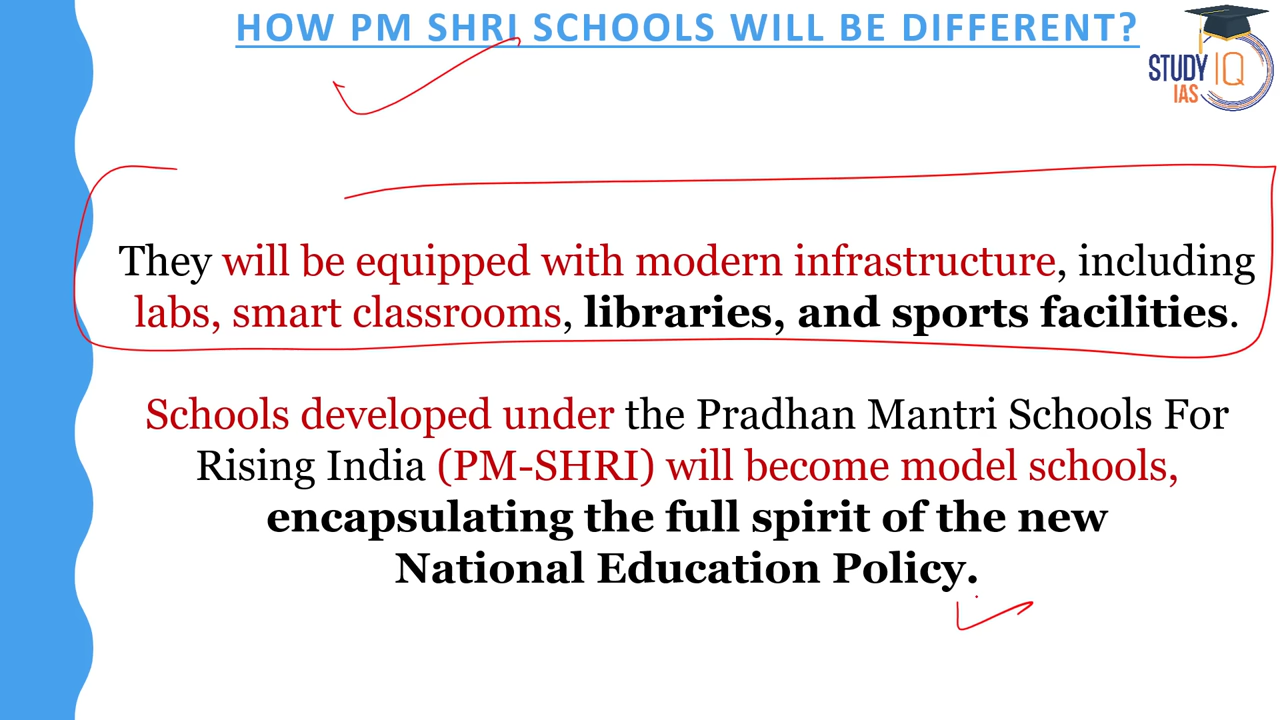 HOW PM SHRI SCHOOLS WILL BE DIFFERENT?
STUDY IQ
IAS
They will be equipped with modern infrastructure, including
labs, smart classrooms, libraries, and sports facilities.
Schools developed under the Pradhan Mantri Schools For
Rising India (PM-SHRI) will become model schools,
encapsulating the full spirit of the new
National Education Policy.